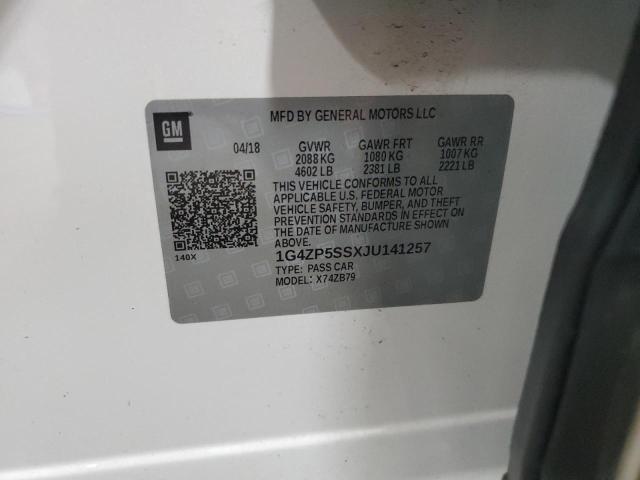 GM
MFD BY GENERAL MOTORS LLC
04/18 GVWR GAWR FRT GAWR RR
2088 KG 1080 KG 1007 KG
4602 LB 2381 LB 2221 LB
THIS VEHICLE CONFORMS TO ALL
APPLICABLE U.S. FEDERAL MOTOR
VEHICLE SAFETY, BUMPER, AND THEFT
PREVENTION STANDARDS IN EFFECT ON
THE DATE OF MANUFACTURE SHOWN
ABOVE.
140X
1G4ZP5SSXJU141257
TYPE: PASS CAR
MODEL: X74ZB79